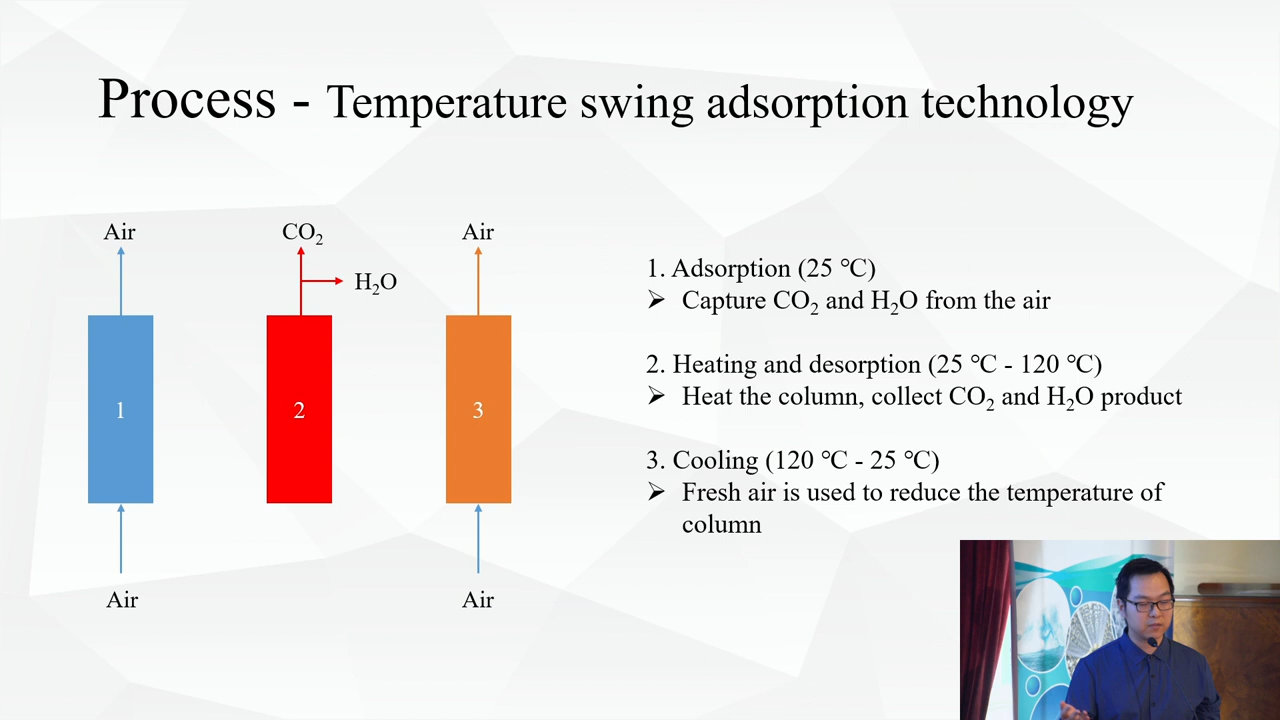 Process - Temperature swing adsorption technology
Air
CO₂
Air
H₂O
1
2
3
Air
Air
1. Adsorption (25 ℃)
➢ Capture CO₂ and H₂O from the air
2. Heating and desorption (25 ℃ - 120 ℃)
➢ Heat the column, collect CO₂ and H₂O product
3. Cooling (120 ℃ - 25 ℃)
➢ Fresh air is used to reduce the temperature of
column